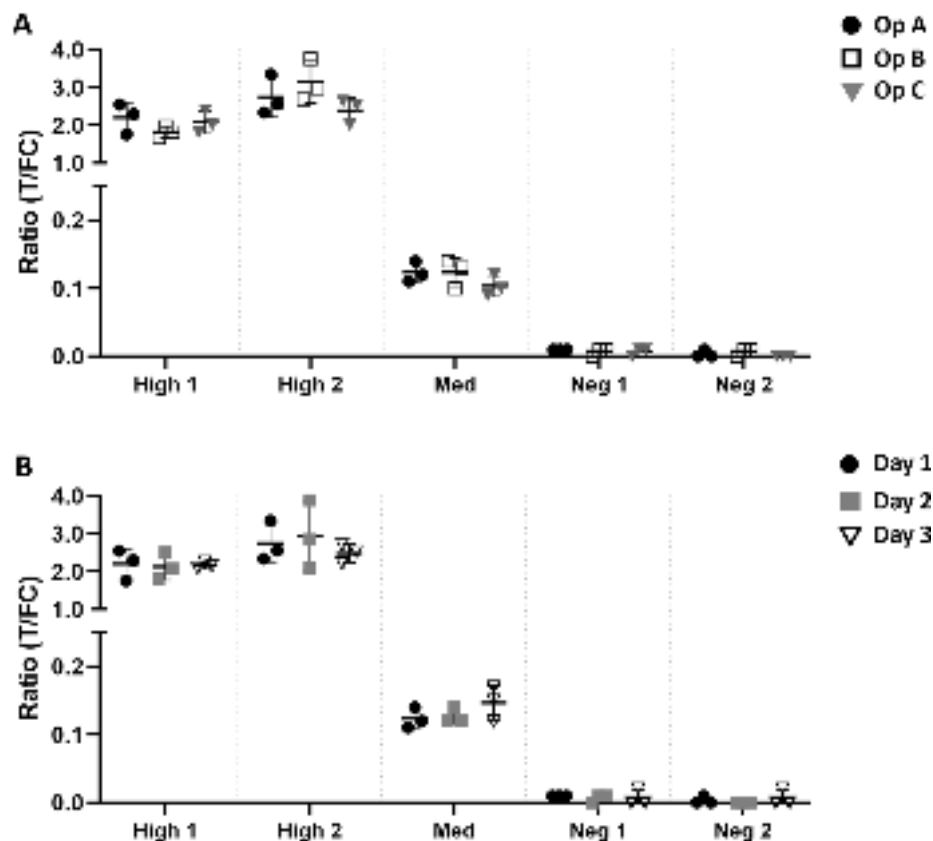 A
Op A
Op B
Op C
4.0
3.0
2.0
1.0
0.2
0.1
0.0
Ratio (T/FC)
High 1 High 2 Med Neg 1 Neg 2
B
Day 1
Day 2
Day 3
4.0
3.0
2.0
1.0
0.2
0.1
0.0
Ratio (T/FC)
High 1 High 2 Med Neg 1 Neg 2